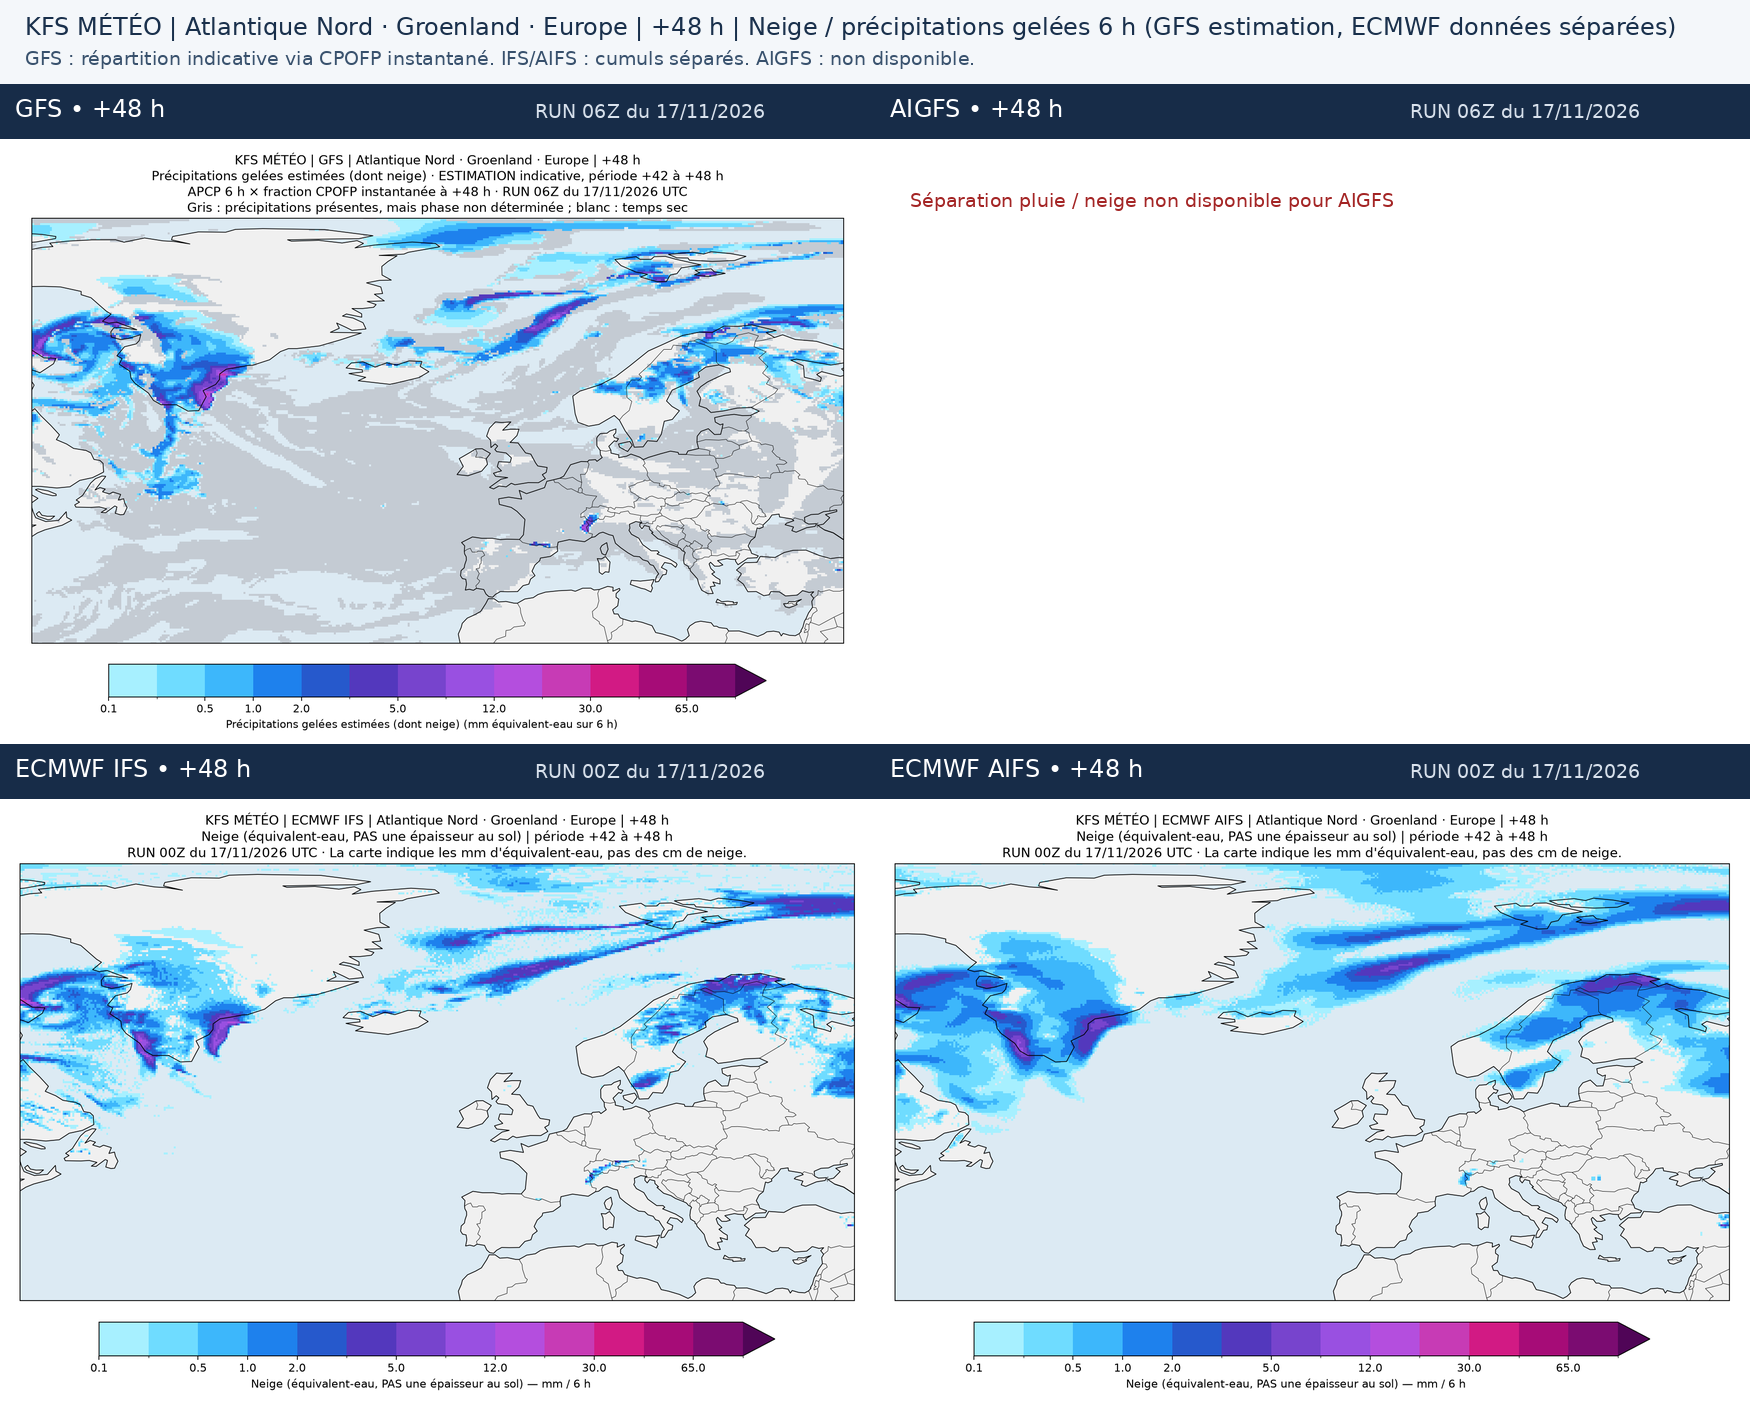 KFS MÉTÉO | Atlantique Nord · Groenland · Europe | +48 h | Neige / précipitations gelées 6 h (GFS estimation, ECMWF données séparées)
GFS : répartition indicative via CPOFP instantané. IFS/AIFS : cumuls séparés. AIGFS : non disponible.
GFS • +48 h
RUN 06Z du 17/11/2026
AIGFS • +48 h
RUN 06Z du 17/11/2026
KFS MÉTÉO | GFS | Atlantique Nord · Groenland · Europe | +48 h
Précipitations gelées estimées (dont neige) · ESTIMATION indicative, période +42 à +48 h
APCP 6 h × fraction CPOFP instantanée à +48 h · RUN 06Z du 17/11/2026 UTC
Gris : précipitations présentes, mais phase non déterminée ; blanc : temps sec
Séparation pluie / neige non disponible pour AIGFS
0.1 0.5 1.0 2.0 5.0 12.0 30.0 65.0
Précipitations gelées estimées (dont neige) (mm équivalent-eau sur 6 h)
ECMWF IFS • +48 h
RUN 00Z du 17/11/2026
ECMWF AIFS • +48 h
RUN 00Z du 17/11/2026
KFS MÉTÉO | ECMWF IFS | Atlantique Nord · Groenland · Europe | +48 h
Neige (équivalent-eau, PAS une épaisseur au sol) | période +42 à +48 h
RUN 00Z du 17/11/2026 UTC · La carte indique les mm d'équivalent-eau, pas des cm de neige.
KFS MÉTÉO | ECMWF AIFS | Atlantique Nord · Groenland · Europe | +48 h
Neige (équivalent-eau, PAS une épaisseur au sol) | période +42 à +48 h
RUN 00Z du 17/11/2026 UTC · La carte indique les mm d'équivalent-eau, pas des cm de neige.
0.1 0.5 1.0 2.0 5.0 12.0 30.0 65.0
Neige (équivalent-eau, PAS une épaisseur au sol) — mm / 6 h
0.1 0.5 1.0 2.0 5.0 12.0 30.0 65.0
Neige (équivalent-eau, PAS une épaisseur au sol) — mm / 6 h